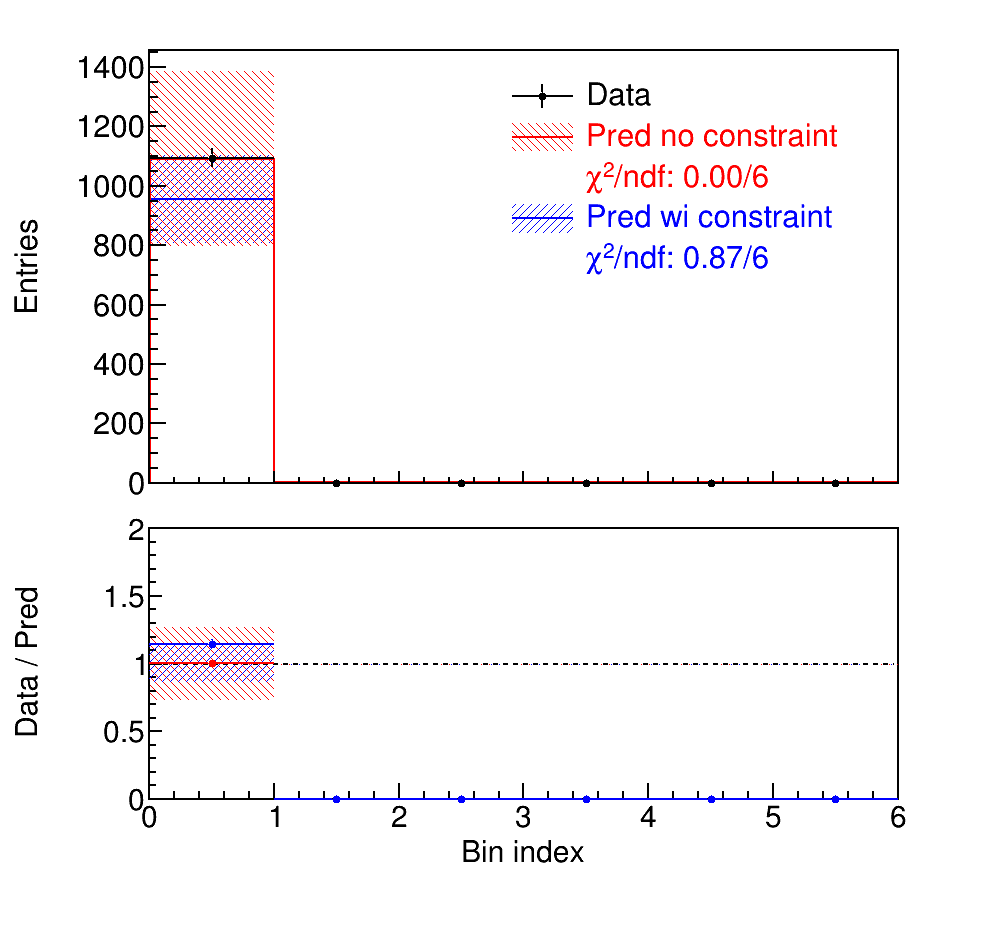 1400
1200
1000
800
600
400
200
0
Entries
Data
Pred no constraint
χ²/ndf: 0.00/6
Pred wi constraint
χ²/ndf: 0.87/6
2
1.5
1
0.5
0
Data / Pred
0 1 2 3 4 5 6
Bin index